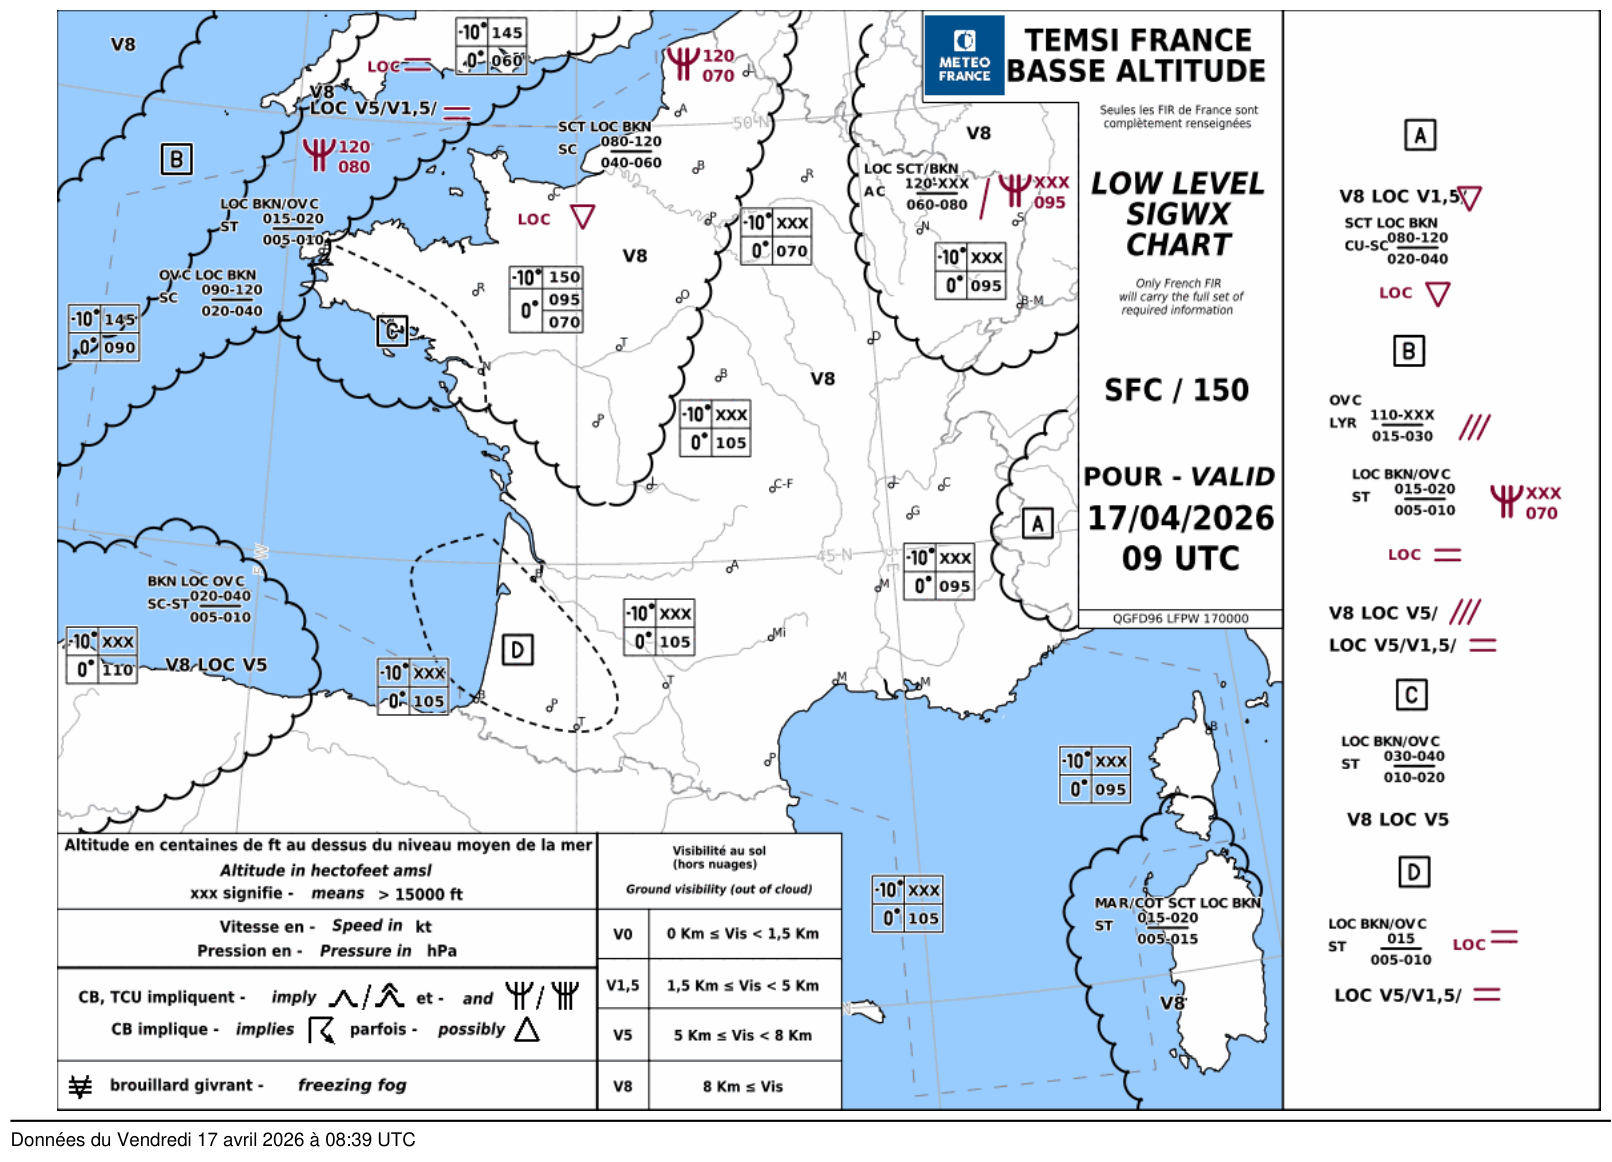 V8
-10° 145
0° 060
LOC
V8
LOC V5/V1,5/
120
070
120
080
B
50°N
SCT LOC BKN
SC
080-120
040-060
LOC BKN/OVC
ST
015-020
005-010
OVC LOC BKN
SC
090-120
020-040
LOC
V8
-10° 150
0° 095
070
-10° 145
0° 090
C
-10° XXX
0° 070
LOC SCT/BKN
AC
120-XXX
060-080
V8
XXX
095
-10° XXX
0° 095
V8
-10° XXX
0° 105
A
-10° XXX
0° 095
45°N
BKN LOC OVC
SC-ST
020-040
005-010
-10° XXX
0° 110
V8 LOC V5
-10° XXX
0° 105
D
-10° XXX
0° 105
-10° XXX
0° 095
-10° XXX
0° 105
MAR/COT SCT LOC BKN
ST
015-020
005-015
V8
L
A
B
R
C
C
P
R
O
T
N
B
P
L
C-F
L
C
G
D
B-M
N
S
A
B
M
Mi
T
B
P
T
P
M
M
N
B
A
METEO
FRANCE
TEMSI FRANCE
BASSE ALTITUDE
Seules les FIR de France sont
complètement renseignées
LOW LEVEL
SIGWX
CHART
Only French FIR
will carry the full set of
required information
SFC / 150
POUR - VALID
17/04/2026
09 UTC
QGFD96 LFPW 170000
A
V8 LOC V1,5/
SCT LOC BKN
CU-SC
080-120
020-040
LOC
B
OVC
LYR
110-XXX
015-030
LOC BKN/OVC
ST
015-020
005-010
XXX
070
LOC
V8 LOC V5/
LOC V5/V1,5/
C
LOC BKN/OVC
ST
030-040
010-020
V8 LOC V5
D
LOC BKN/OVC
ST
015
005-010
LOC
LOC V5/V1,5/
Altitude en centaines de ft au dessus du niveau moyen de la mer
Altitude in hectofeet amsl
xxx signifie - means > 15000 ft
Vitesse en - Speed in kt
Pression en - Pressure in hPa
CB, TCU impliquent - imply / et - and /
CB implique - implies parfois - possibly
brouillard givrant - freezing fog
Visibilité au sol
(hors nuages)
Ground visibility (out of cloud)
V0 0 Km ≤ Vis < 1,5 Km
V1,5 1,5 Km ≤ Vis < 5 Km
V5 5 Km ≤ Vis < 8 Km
V8 8 Km ≤ Vis
Données du Vendredi 17 avril 2026 à 08:39 UTC